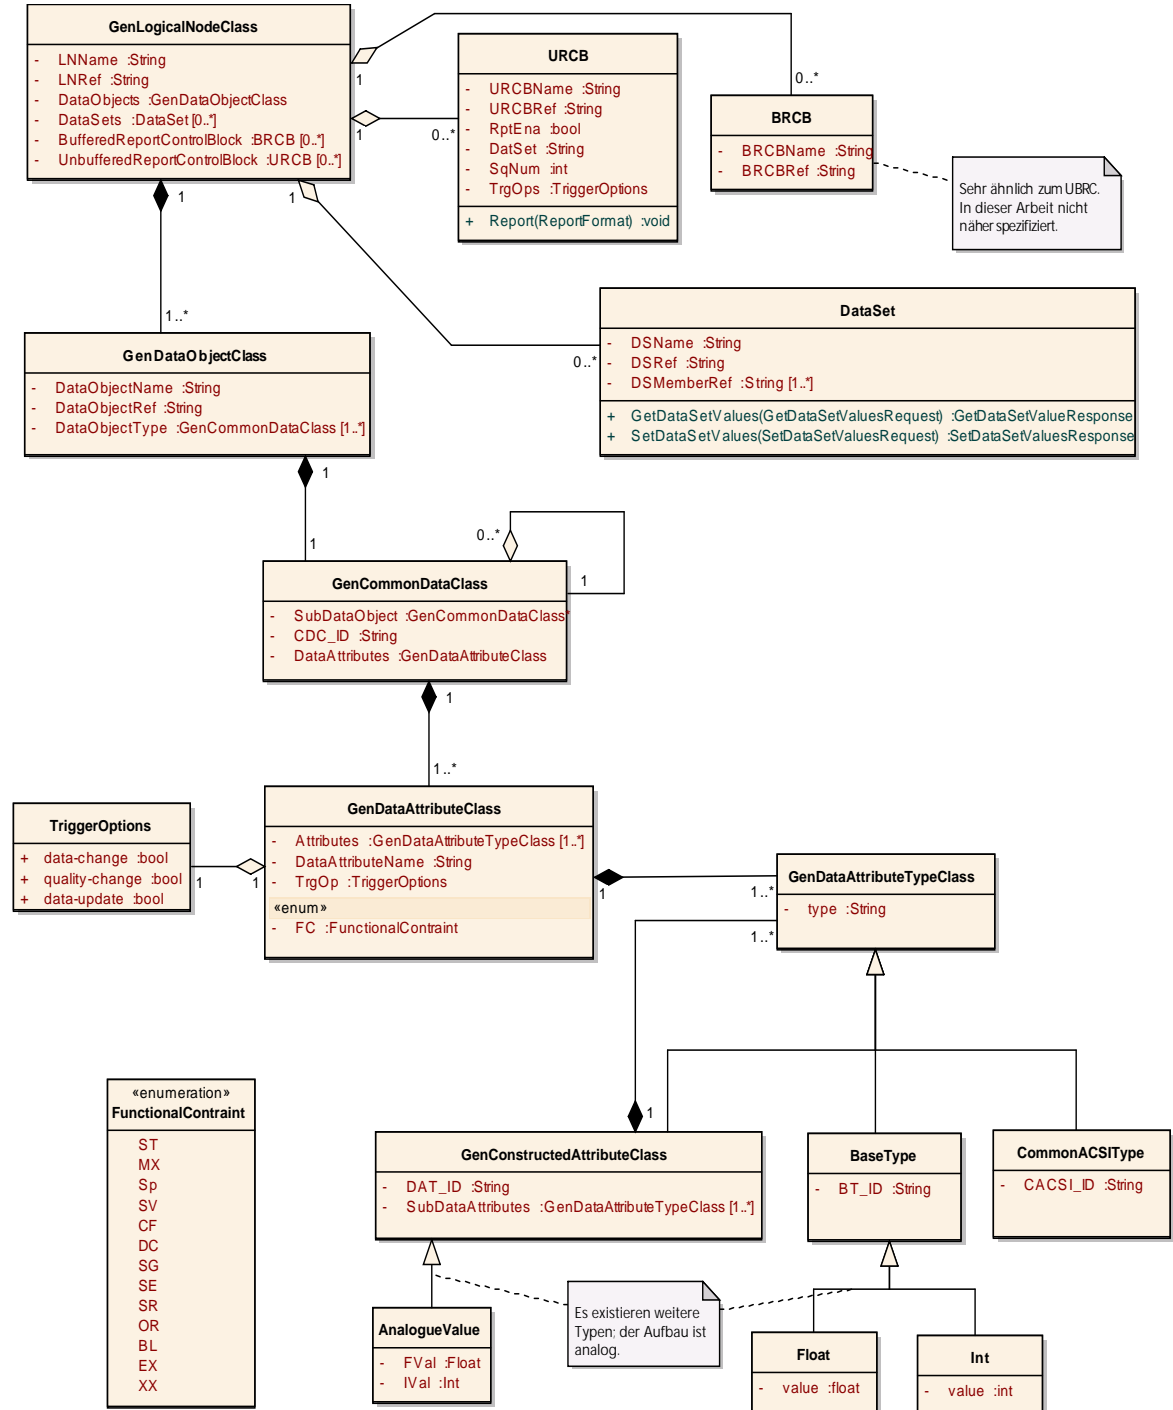 GenLogicalNodeClass
- LNName :String
- LNRef :String
- DataObjects :GenDataObjectClass
- DataSets :DataSet [0..*]
- BufferedReportControlBlock :BRCB [0..*]
- UnbufferedReportControlBlock :URCB [0..*]
1
1
0..*
0..*
1
1
URCB
- URCBName :String
- URCBRef :String
- RptEna :bool
- DatSet :String
- SqNum :int
- TrgOps :TriggerOptions
+ Report(ReportFormat) :void
BRCB
- BRCBName :String
- BRCBRef :String
Sehr ähnlich zum UBRC.
In dieser Arbeit nicht
näher spezifiziert.
1..*
0..*
DataSet
- DSName :String
- DSRef :String
- DSMemberRef :String [1..*]
+ GetDataSetValues(GetDataSetValuesRequest) :GetDataSetValueResponse
+ SetDataSetValues(SetDataSetValuesRequest) :SetDataSetValuesResponse
GenDataObjectClass
- DataObjectName :String
- DataObjectRef :String
- DataObjectType :GenCommonDataClass [1..*]
1
1
0..*
1
GenCommonDataClass
- SubDataObject :GenCommonDataClass*
- CDC_ID :String
- DataAttributes :GenDataAttributeClass
1
1..*
TriggerOptions
+ data-change :bool
+ quality-change :bool
+ data-update :bool
1
1
GenDataAttributeClass
- Attributes :GenDataAttributeTypeClass [1..*]
- DataAttributeName :String
- TrgOp :TriggerOptions
«enum»
- FC :FunctionalContraint
1
1..*
1..*
GenDataAttributeTypeClass
- type :String
«enumeration»
FunctionalContraint
ST
MX
Sp
SV
CF
DC
SG
SE
SR
OR
BL
EX
XX
1
GenConstructedAttributeClass
- DAT_ID :String
- SubDataAttributes :GenDataAttributeTypeClass [1..*]
BaseType
- BT_ID :String
CommonACSIType
- CACSI_ID :String
AnalogueValue
- FVal :Float
- IVal :Int
Es existieren weitere
Typen; der Aufbau ist
analog.
Float
- value :float
Int
- value :int